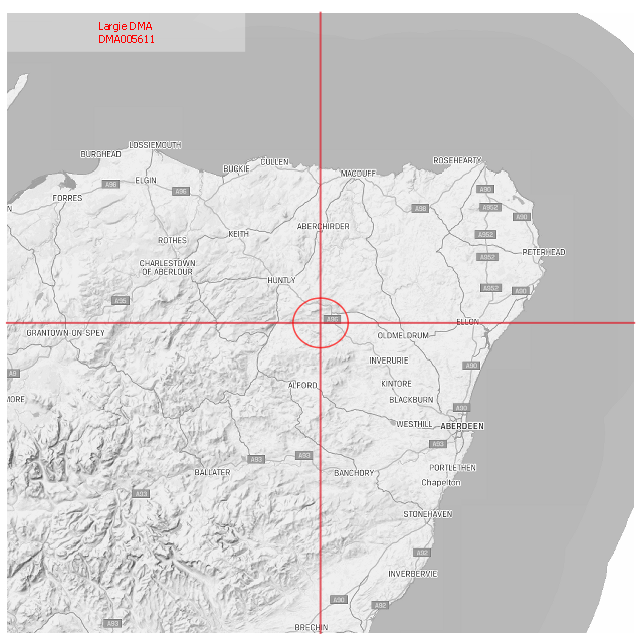 Largie DMA
DMA005611
LOSSIEMOUTH
BURGHEAD
CULLEN
ROSEHEARTY
BUCKIE
MACDUFF
ELGIN
A96
A96
A90
FORRES
N
A98
A952
A90
ABERCHIRDER
KEITH
A952
ROTHES
PETERHEAD
A952
CHARLESTOWN
OF ABERLOUR
HUNTLY
A952
A90
A95
A96
ELLON
GRANTOWN-ON-SPEY
OLDMELDRUM
INVERURIE
A90
A9
ALFORD
KINTORE
MORE
BLACKBURN
A90
WESTHILL
ABERDEEN
A93
A93
A93
PORTLETHEN
BALLATER
BANCHORY
Chapelton
A93
STONEHAVEN
A92
INVERBERVIE
A90
A92
A93
BRECHIN